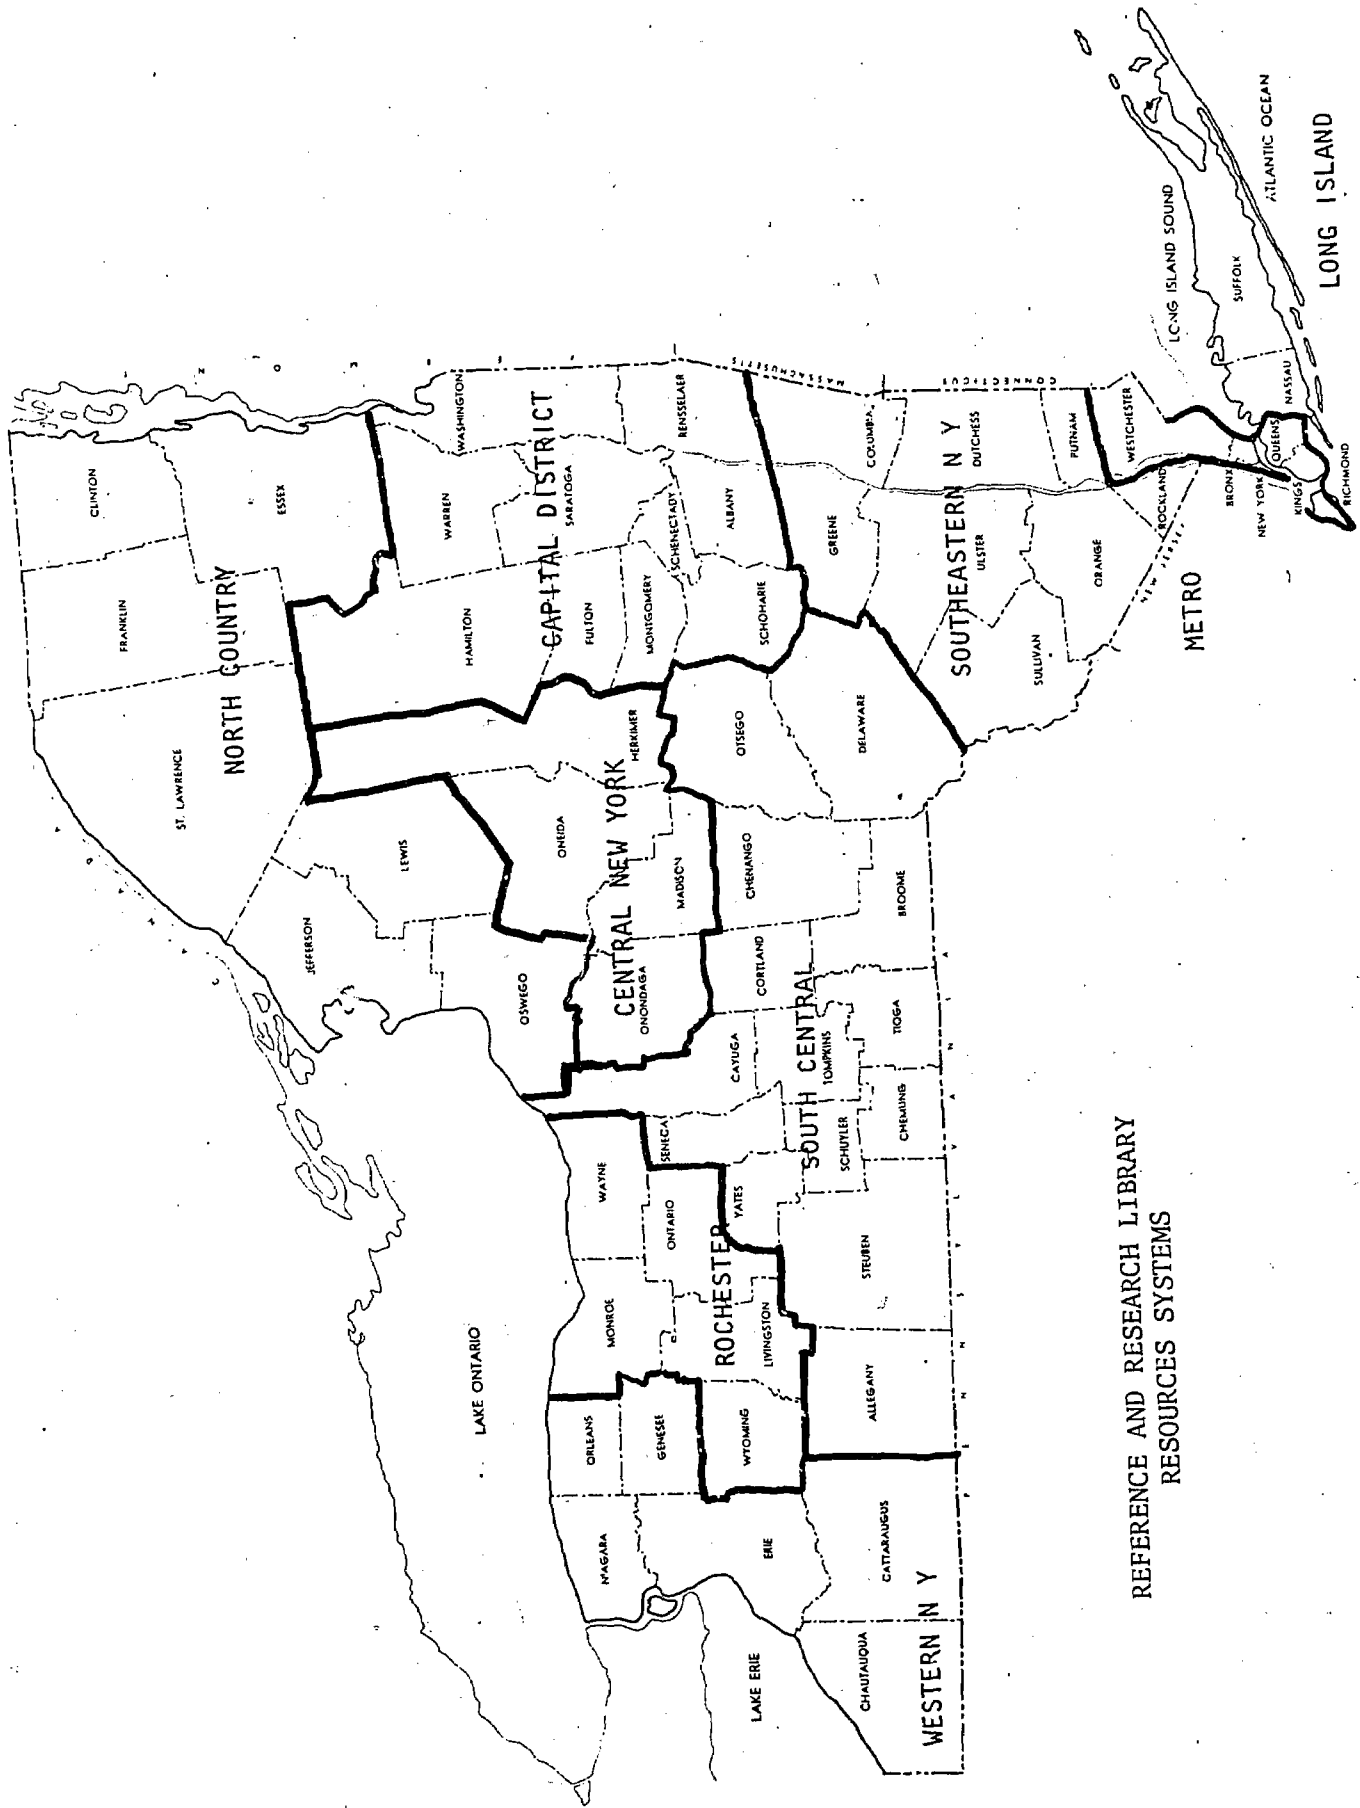 REFERENCE AND RESEARCH LIBRARY
RESOURCES SYSTEMS
NORTH COUNTRY
CLINTON
FRANKLIN
ESSEX
ST. LAWRENCE
JEFFERSON
LEWIS
OSWEGO
CAPITAL DISTRICT
WARREN
WASHINGTON
HAMILTON
SARATOGA
FULTON
MONTGOMERY
SCHENECTADY
RENSSELAER
ALBANY
SCHOHARIE
CENTRAL NEW YORK
HERKIMER
ONEIDA
MADISON
ONONDAGA
SOUTHEASTERN N Y
COLUMBIA
GREENE
DUTCHESS
ULSTER
PUTNAM
ORANGE
SULLIVAN
ROCKLAND
SOUTH CENTRAL
OTSEGO
DELAWARE
CHENANGO
BROOME
CORTLAND
CAYUGA
TOMPKINS
TIOGA
SENECA
SCHUYLER
CHEMUNG
YATES
STEUBEN
ALLEGANY
ROCHESTER
WAYNE
ONTARIO
MONROE
LIVINGSTON
WYOMING
WESTERN N Y
ORLEANS
GENESEE
NIAGARA
ERIE
CATTARAUGUS
CHAUTAUQUA
METRO
WESTCHESTER
BRONX
NEW YORK
QUEENS
KINGS
RICHMOND
LONG ISLAND
NASSAU
SUFFOLK
LONG ISLAND SOUND
ATLANTIC OCEAN
LAKE ONTARIO
LAKE ERIE
MASSACHUSETTS
CONNECTICUT
NEW JERSEY